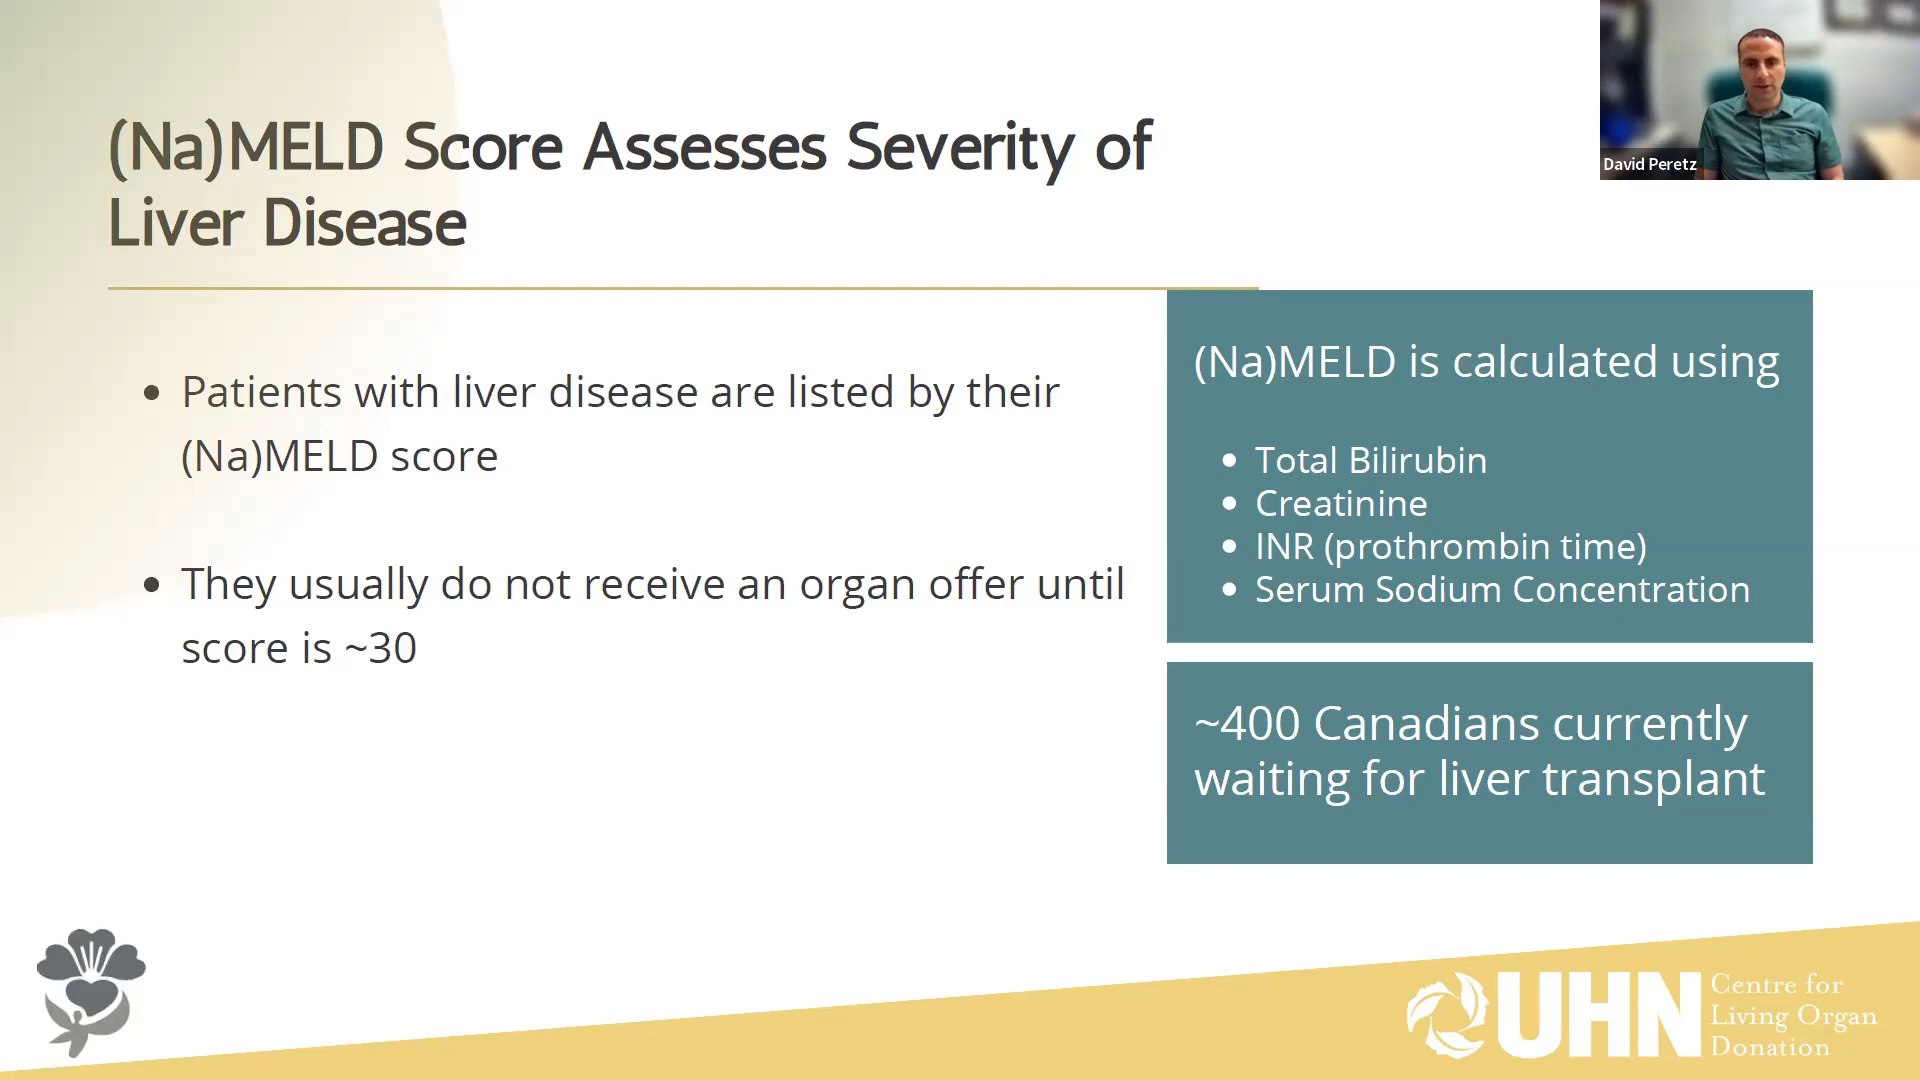 (Na)MELD Score Assesses Severity of
Liver Disease
David Peretz
• Patients with liver disease are listed by their
(Na)MELD score
• They usually do not receive an organ offer until
score is ~30
(Na)MELD is calculated using
• Total Bilirubin
• Creatinine
• INR (prothrombin time)
• Serum Sodium Concentration
~400 Canadians currently
waiting for liver transplant
UHN
Centre for
Living Organ
Donation